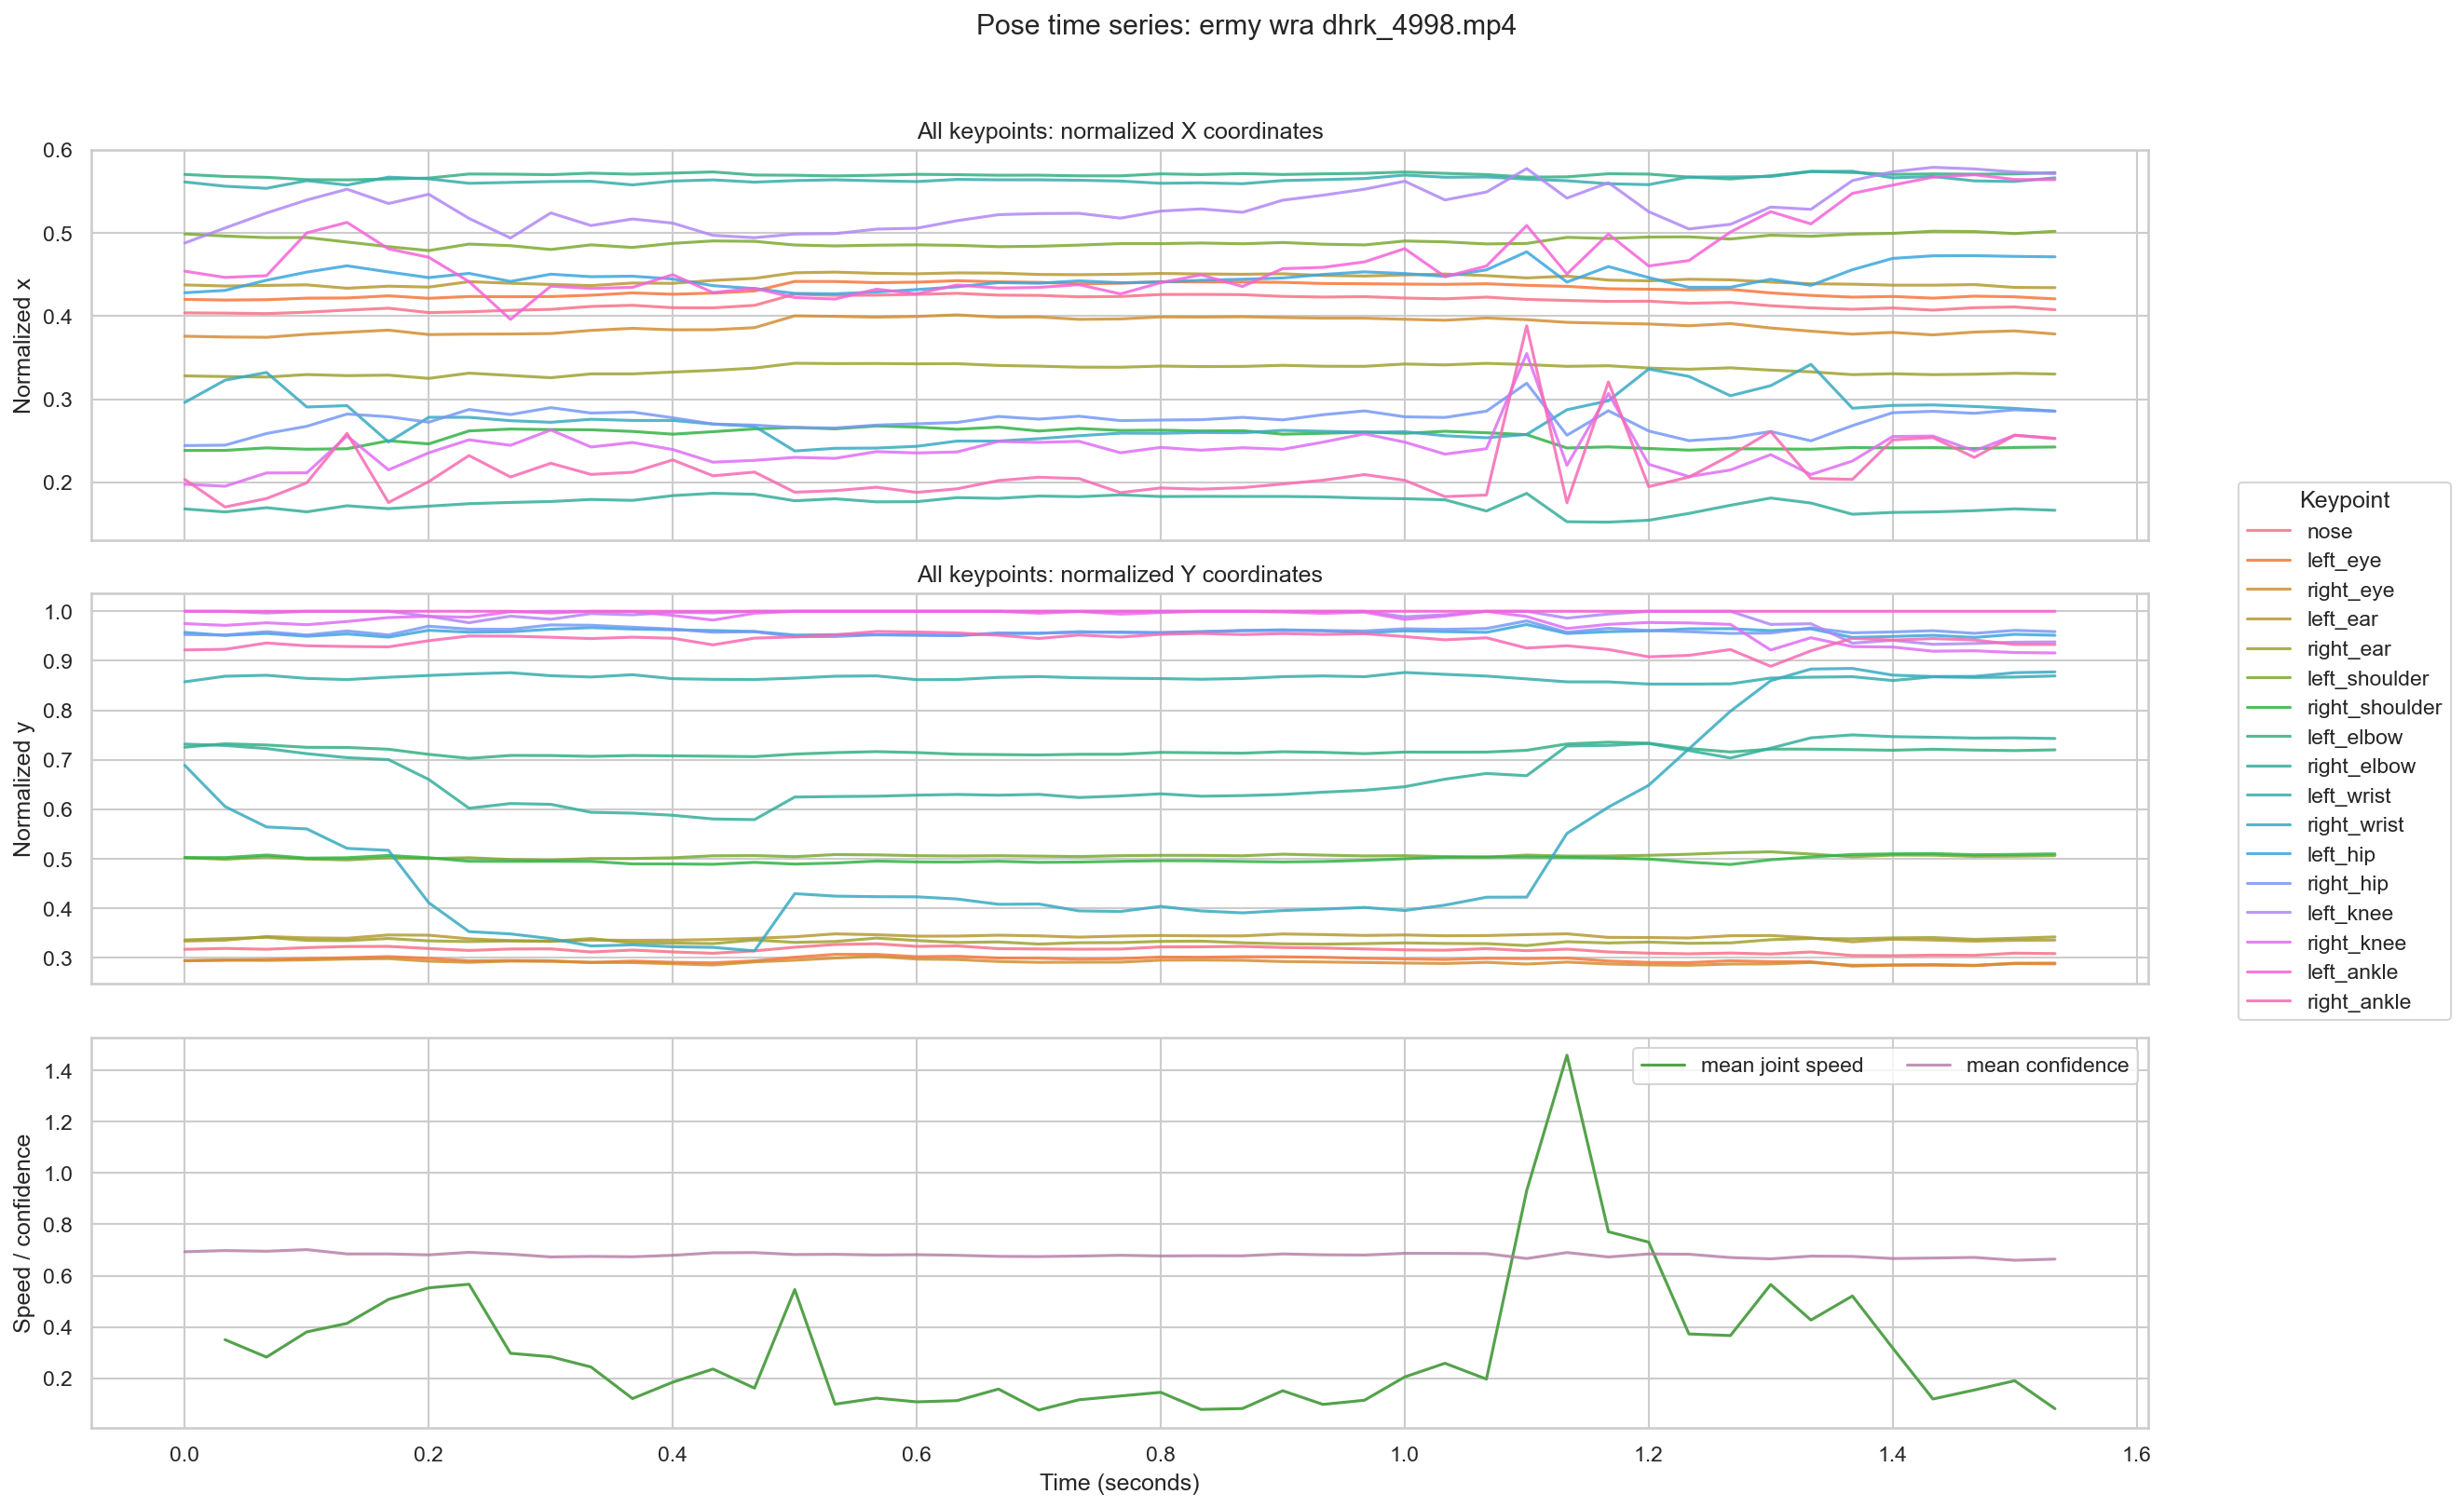 Pose time series: ermy wra dhrk_4998.mp4
All keypoints: normalized X coordinates
0.6
0.5
0.4
0.3
0.2
Normalized x
All keypoints: normalized Y coordinates
1.0
0.9
0.8
0.7
0.6
0.5
0.4
0.3
Normalized y
Keypoint
nose
left_eye
right_eye
left_ear
right_ear
left_shoulder
right_shoulder
left_elbow
right_elbow
left_wrist
right_wrist
left_hip
right_hip
left_knee
right_knee
left_ankle
right_ankle
mean joint speed mean confidence
1.4
1.2
1.0
0.8
0.6
0.4
0.2
Speed / confidence
0.0 0.2 0.4 0.6 0.8 1.0 1.2 1.4 1.6
Time (seconds)